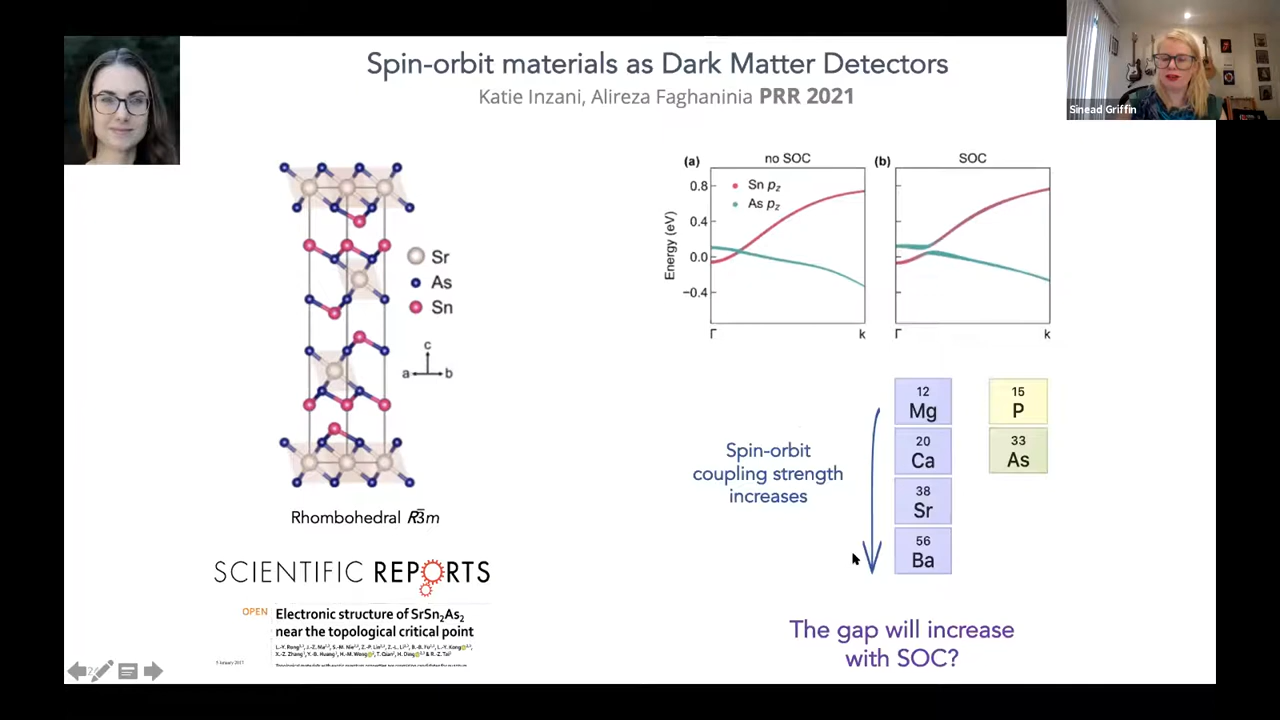 Spin-orbit materials as Dark Matter Detectors
Katie Inzani, Alireza Faghaninia PRR 2021
Sinead Griffin
Sr
As
Sn
c
a
b
Rhombohedral R3̅m
SCIENTIFIC REPORTS
OPEN
Electronic structure of SrSn2As2
near the topological critical point
(a)
no SOC
(b)
SOC
Sn pz
As pz
Energy (eV)
0.8
0.4
0.0
−0.4
Γ
k
Γ
k
Spin-orbit
coupling strength
increases
12
Mg
20
Ca
38
Sr
56
Ba
15
P
33
As
The gap will increase
with SOC?